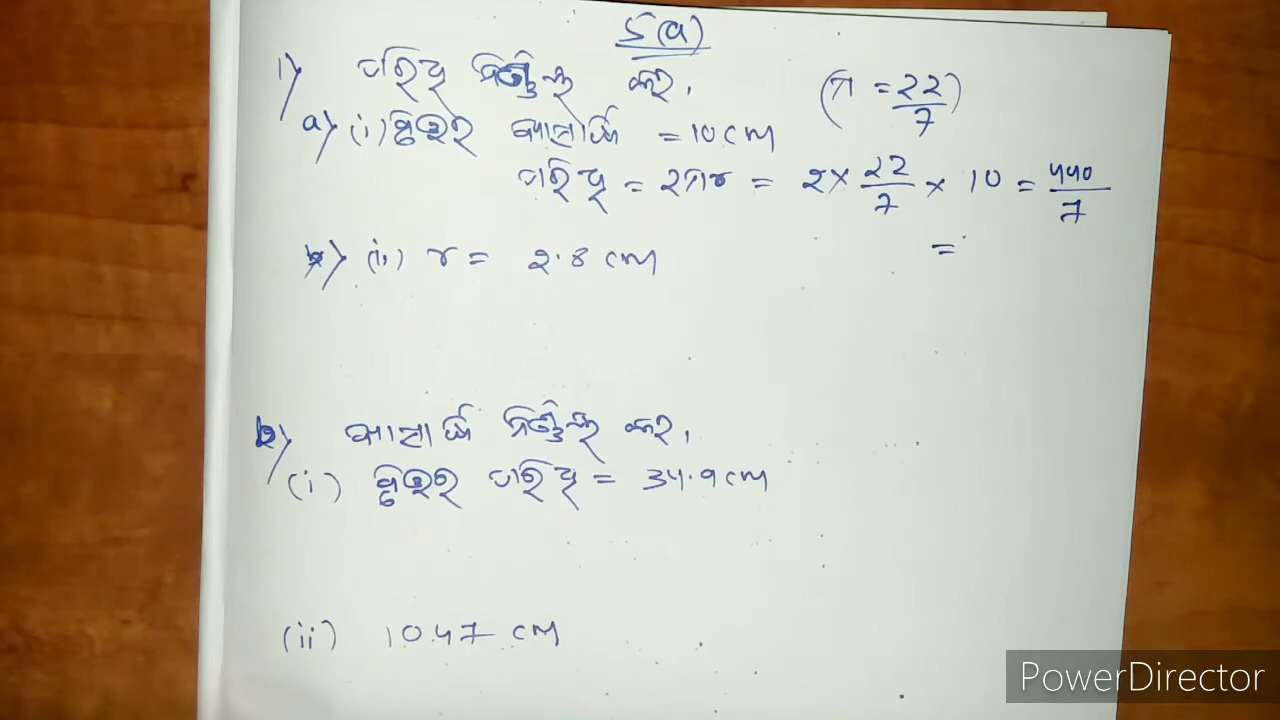 5(a)
1) ପରିଧି ନିର୍ଣ୍ଣୟ କର । (π = 22/7)
a) (i) ବୃତ୍ତର ବ୍ୟାସାର୍ଦ୍ଧ = 10 cm
ପରିଧି = 2πr = 2 × 22/7 × 10 = 440/7
=
(ii) r = 2.8 cm
b) ବ୍ୟାସାର୍ଦ୍ଧ ନିର୍ଣ୍ଣୟ କର ।
(i) ବୃତ୍ତର ପରିଧି = 34.9 cm
(ii) 10.47 cm
PowerDirector